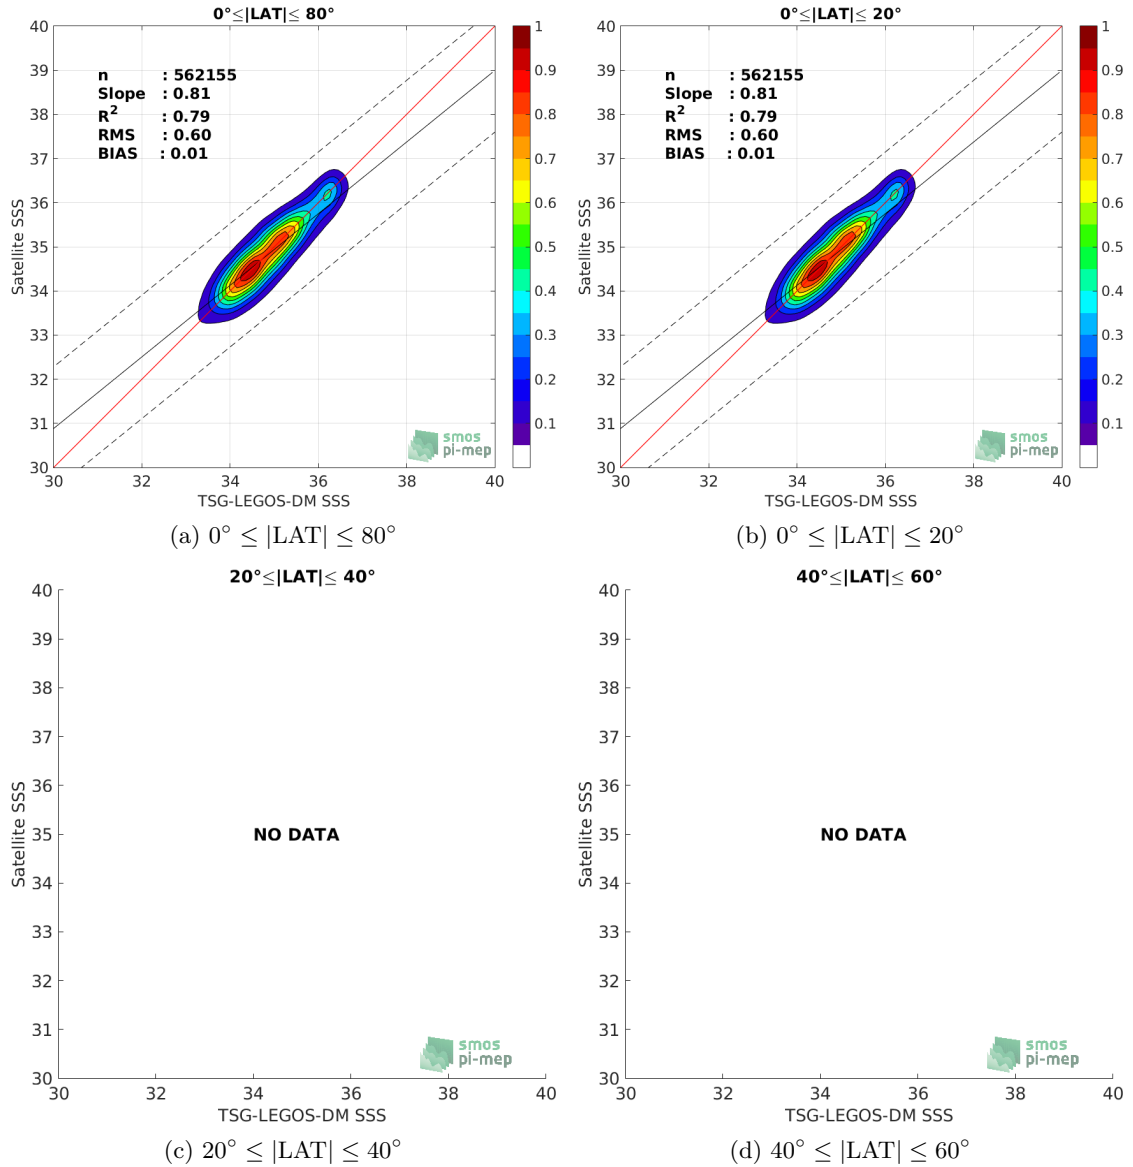 0°≤|LAT|≤ 80°
40
39
38
37
36
35
34
33
32
31
30
30
32
34
36
38
40
Satellite SSS
TSG-LEGOS-DM SSS
n : 562155
Slope : 0.81
R² : 0.79
RMS : 0.60
BIAS : 0.01
1
0.9
0.8
0.7
0.6
0.5
0.4
0.3
0.2
0.1
smos
pi-mep
(a) 0° ≤ |LAT| ≤ 80°
0°≤|LAT|≤ 20°
40
39
38
37
36
35
34
33
32
31
30
30
32
34
36
38
40
Satellite SSS
TSG-LEGOS-DM SSS
n : 562155
Slope : 0.81
R² : 0.79
RMS : 0.60
BIAS : 0.01
1
0.9
0.8
0.7
0.6
0.5
0.4
0.3
0.2
0.1
smos
pi-mep
(b) 0° ≤ |LAT| ≤ 20°
20°≤|LAT|≤ 40°
40
39
38
37
36
35
34
33
32
31
30
30
32
34
36
38
40
Satellite SSS
TSG-LEGOS-DM SSS
NO DATA
smos
pi-mep
(c) 20° ≤ |LAT| ≤ 40°
40°≤|LAT|≤ 60°
40
39
38
37
36
35
34
33
32
31
30
30
32
34
36
38
40
Satellite SSS
TSG-LEGOS-DM SSS
NO DATA
smos
pi-mep
(d) 40° ≤ |LAT| ≤ 60°